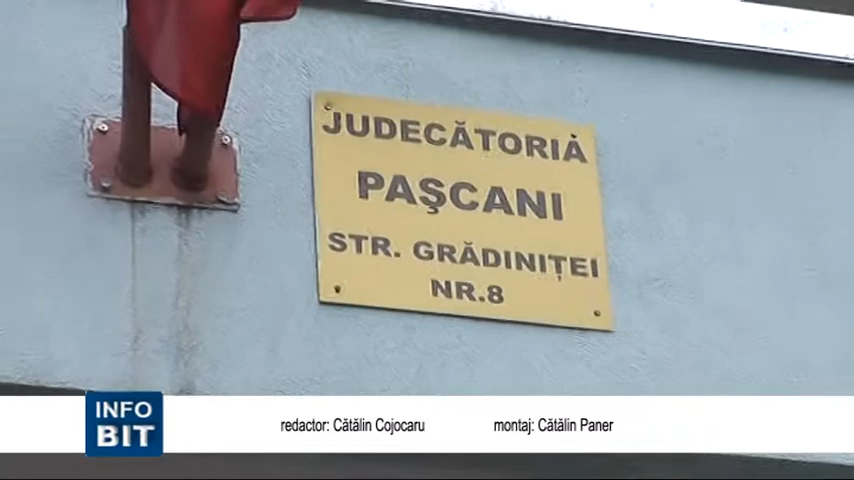 JUDECĂTORIA
PAŞCANI
STR. GRĂDINIŢEI
NR.8
INFO
BIT
redactor: Cătălin Cojocaru
montaj: Cătălin Paner